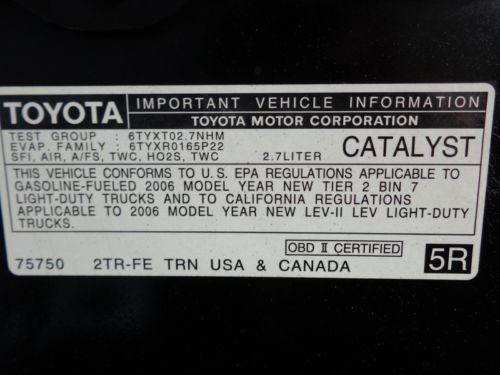 TOYOTA
IMPORTANT VEHICLE INFORMATION
TOYOTA MOTOR CORPORATION
TEST GROUP : 6TYXT02.7NHM
EVAP. FAMILY : 6TYXR0165P22
SFI, AIR, A/FS, TWC, HO2S, TWC 2.7LITER
CATALYST
THIS VEHICLE CONFORMS TO U.S. EPA REGULATIONS APPLICABLE TO
GASOLINE-FUELED 2006 MODEL YEAR NEW TIER 2 BIN 7
LIGHT-DUTY TRUCKS AND TO CALIFORNIA REGULATIONS
APPLICABLE TO 2006 MODEL YEAR NEW LEV-II LEV LIGHT-DUTY
TRUCKS.
OBD II CERTIFIED
75750 2TR-FE TRN USA & CANADA 5R